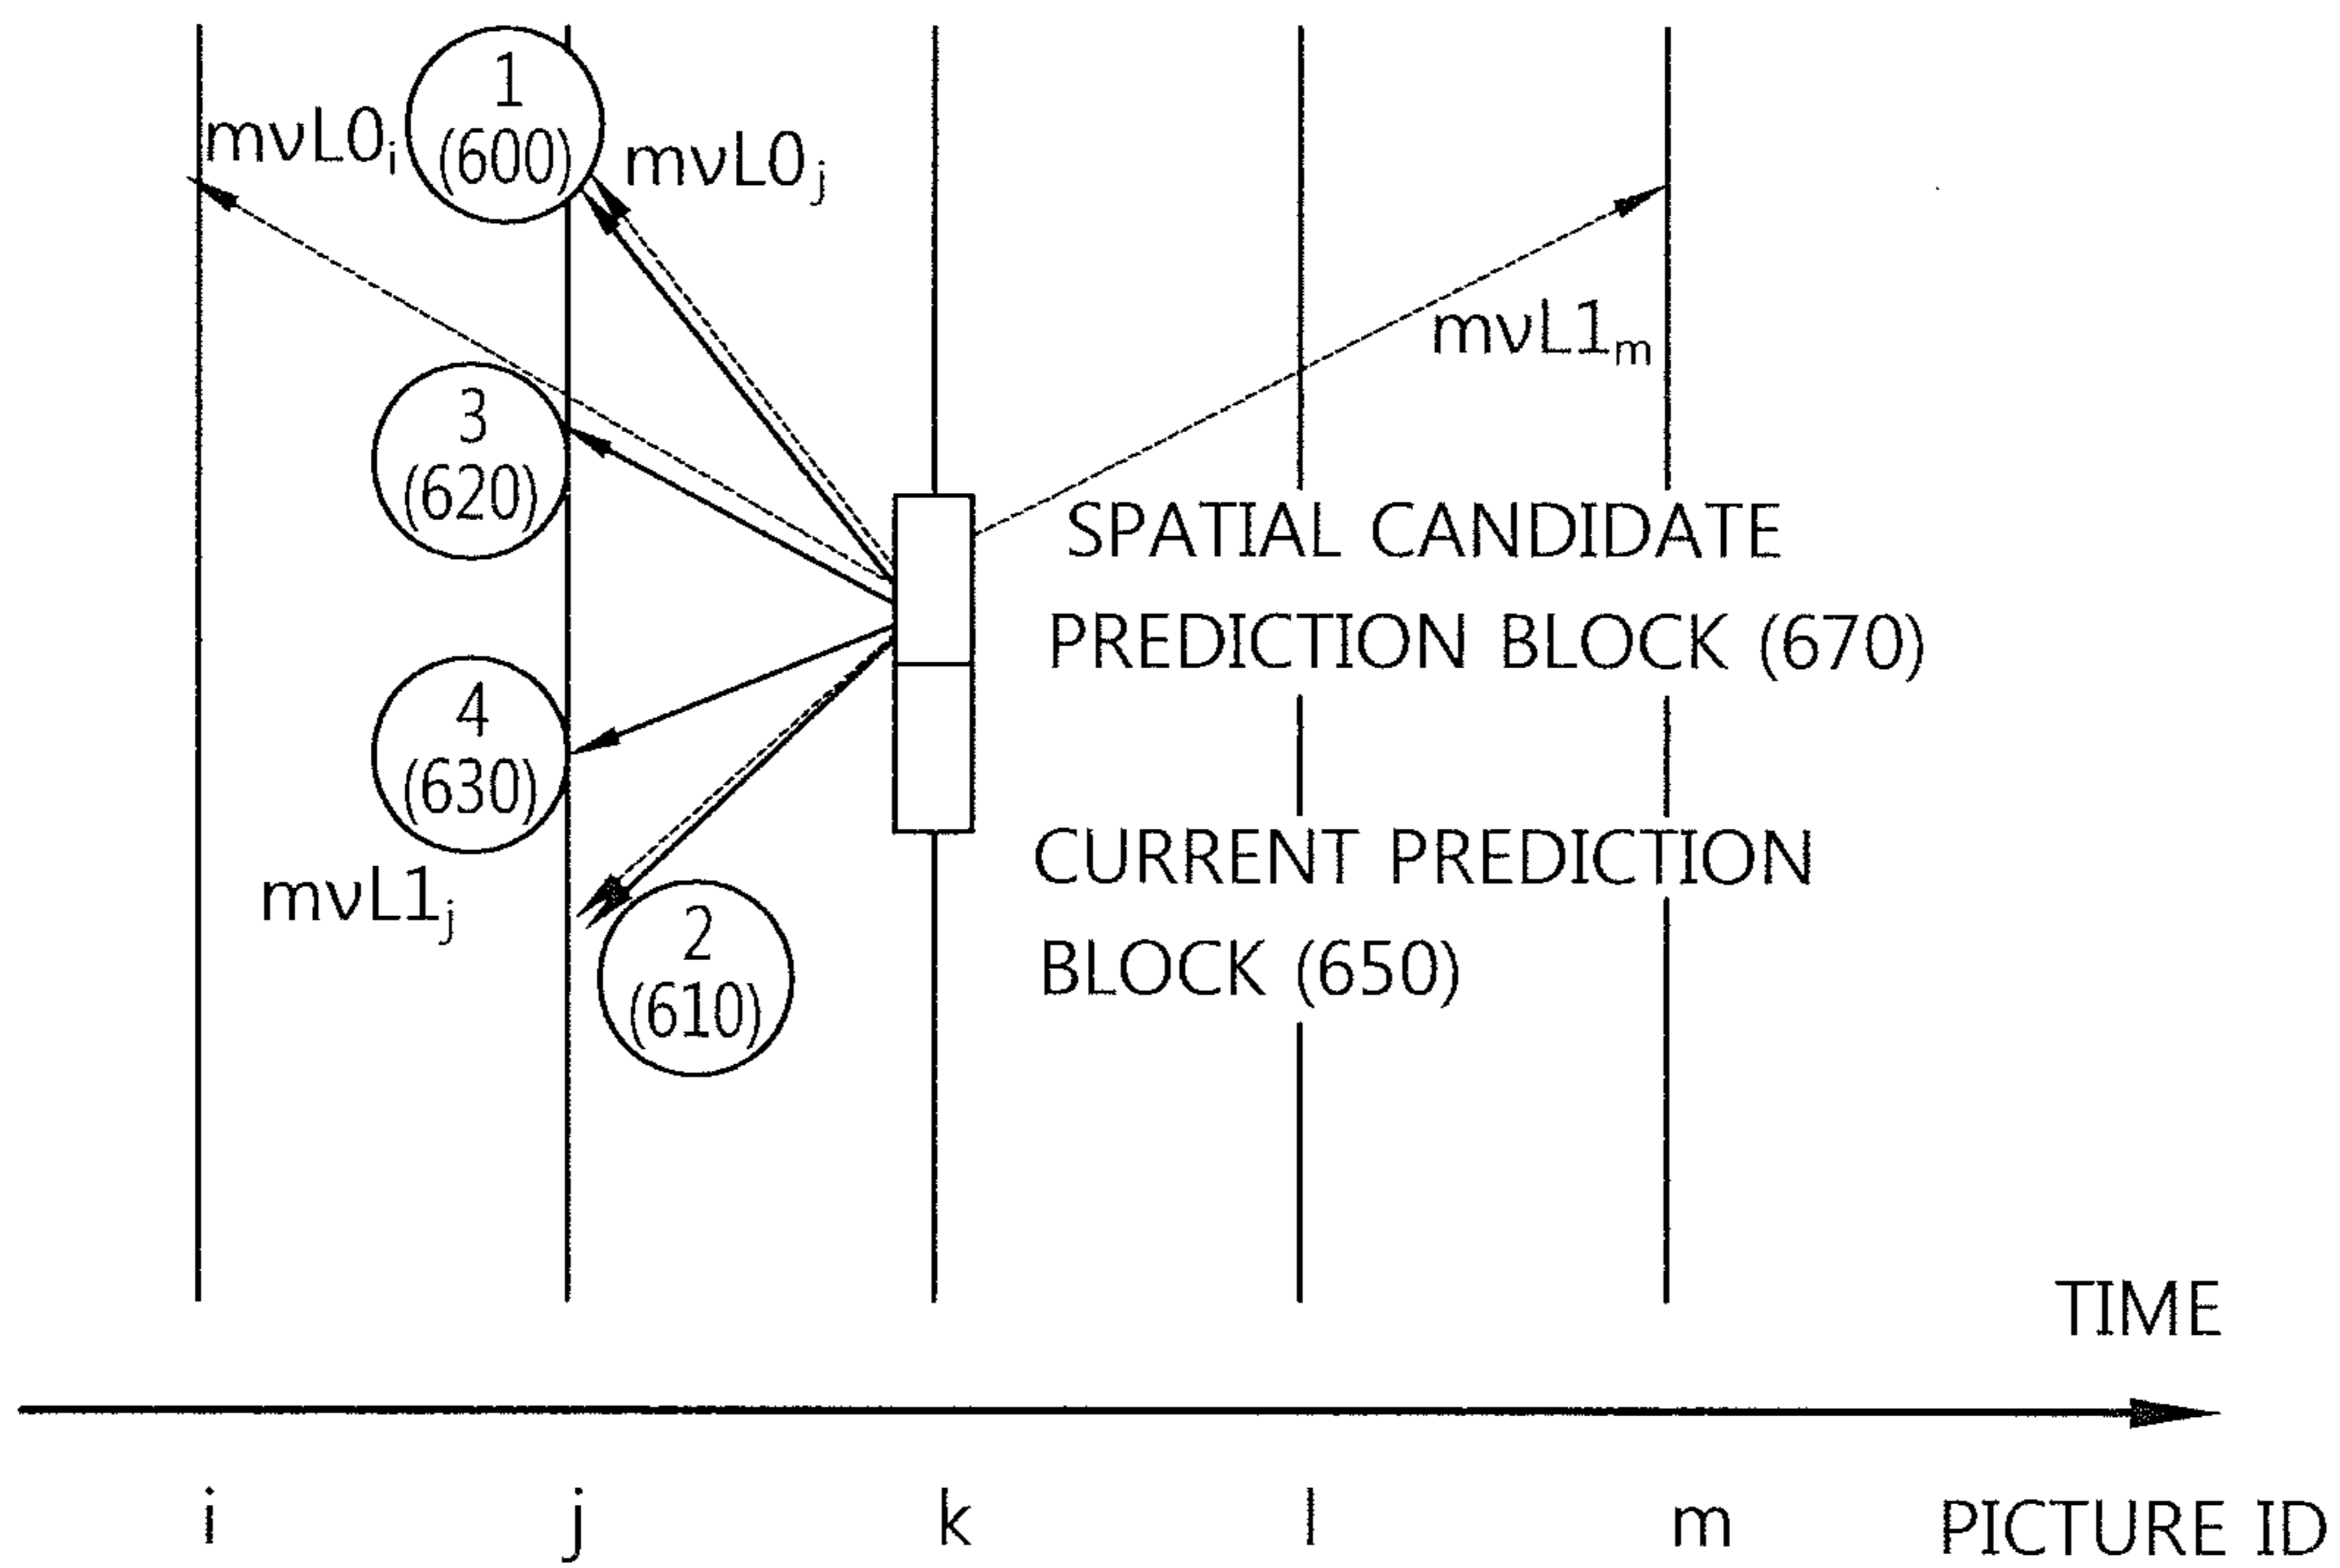 1
(600)
mvL0i
mvL0j
mvL1m
3
(620)
SPATIAL CANDIDATE
PREDICTION BLOCK (670)
4
(630)
mvL1j
2
(610)
CURRENT PREDICTION
BLOCK (650)
TIME
i j k l m PICTURE ID